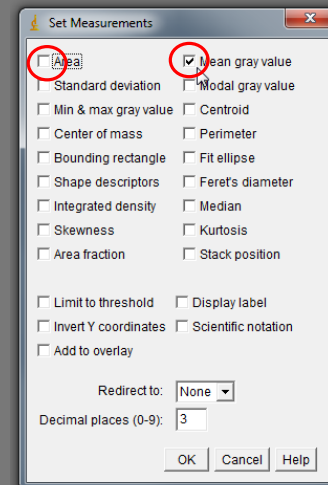 Set Measurements
Area Mean gray value
Standard deviation Modal gray value
Min & max gray value Centroid
Center of mass Perimeter
Bounding rectangle Fit ellipse
Shape descriptors Feret's diameter
Integrated density Median
Skewness Kurtosis
Area fraction Stack position
Limit to threshold Display label
Invert Y coordinates Scientific notation
Add to overlay
Redirect to: None
Decimal places (0-9): 3
OK Cancel Help